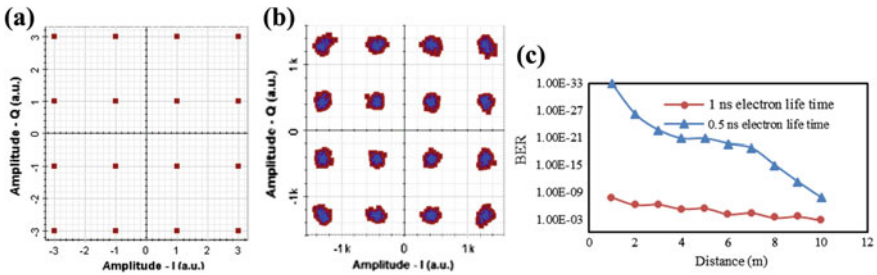 (a)
Amplitude - Q (a.u.)
3
2
1
0
-1
-2
-3
-3
-2
-1
0
1
2
3
Amplitude - I (a.u.)
(b)
Amplitude - Q (a.u.)
1k
0
-1k
-1k
0
1k
Amplitude - I (a.u.)
(c)
BER
1.00E-33
1.00E-27
1.00E-21
1.00E-15
1.00E-09
1.00E-03
1 ns electron life time
0.5 ns electron life time
0 2 4 6 8 10 12
Distance (m)